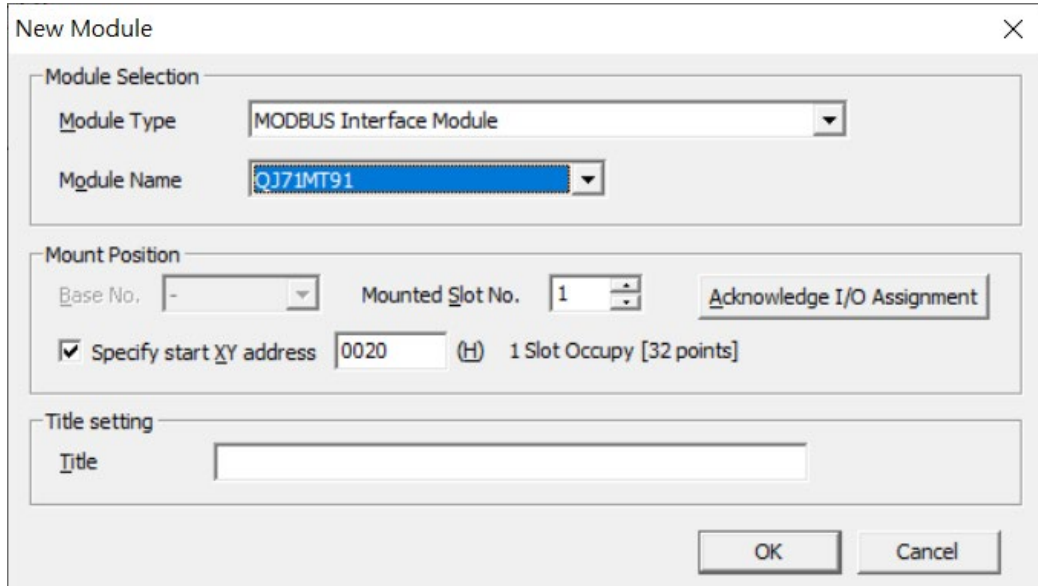 New Module
Module Selection
Module Type MODBUS Interface Module
Module Name QJ71MT91
Mount Position
Base No. - Mounted Slot No. 1 Acknowledge I/O Assignment
Specify start XY address 0020 (H) 1 Slot Occupy [32 points]
Title setting
Title
OK Cancel